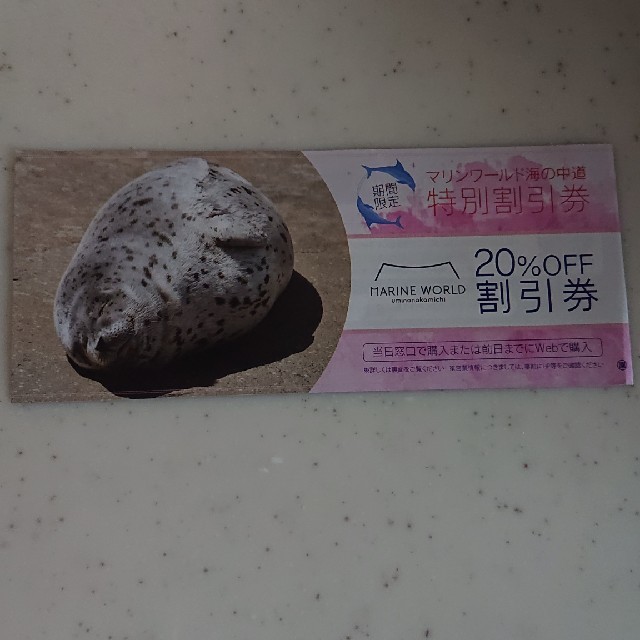 期間
限定
マリンワールド海の中道
特別割引券
MARINE WORLD
uminonakamichi
20%OFF
割引券
当日窓口で購入または前日までにWebで購入